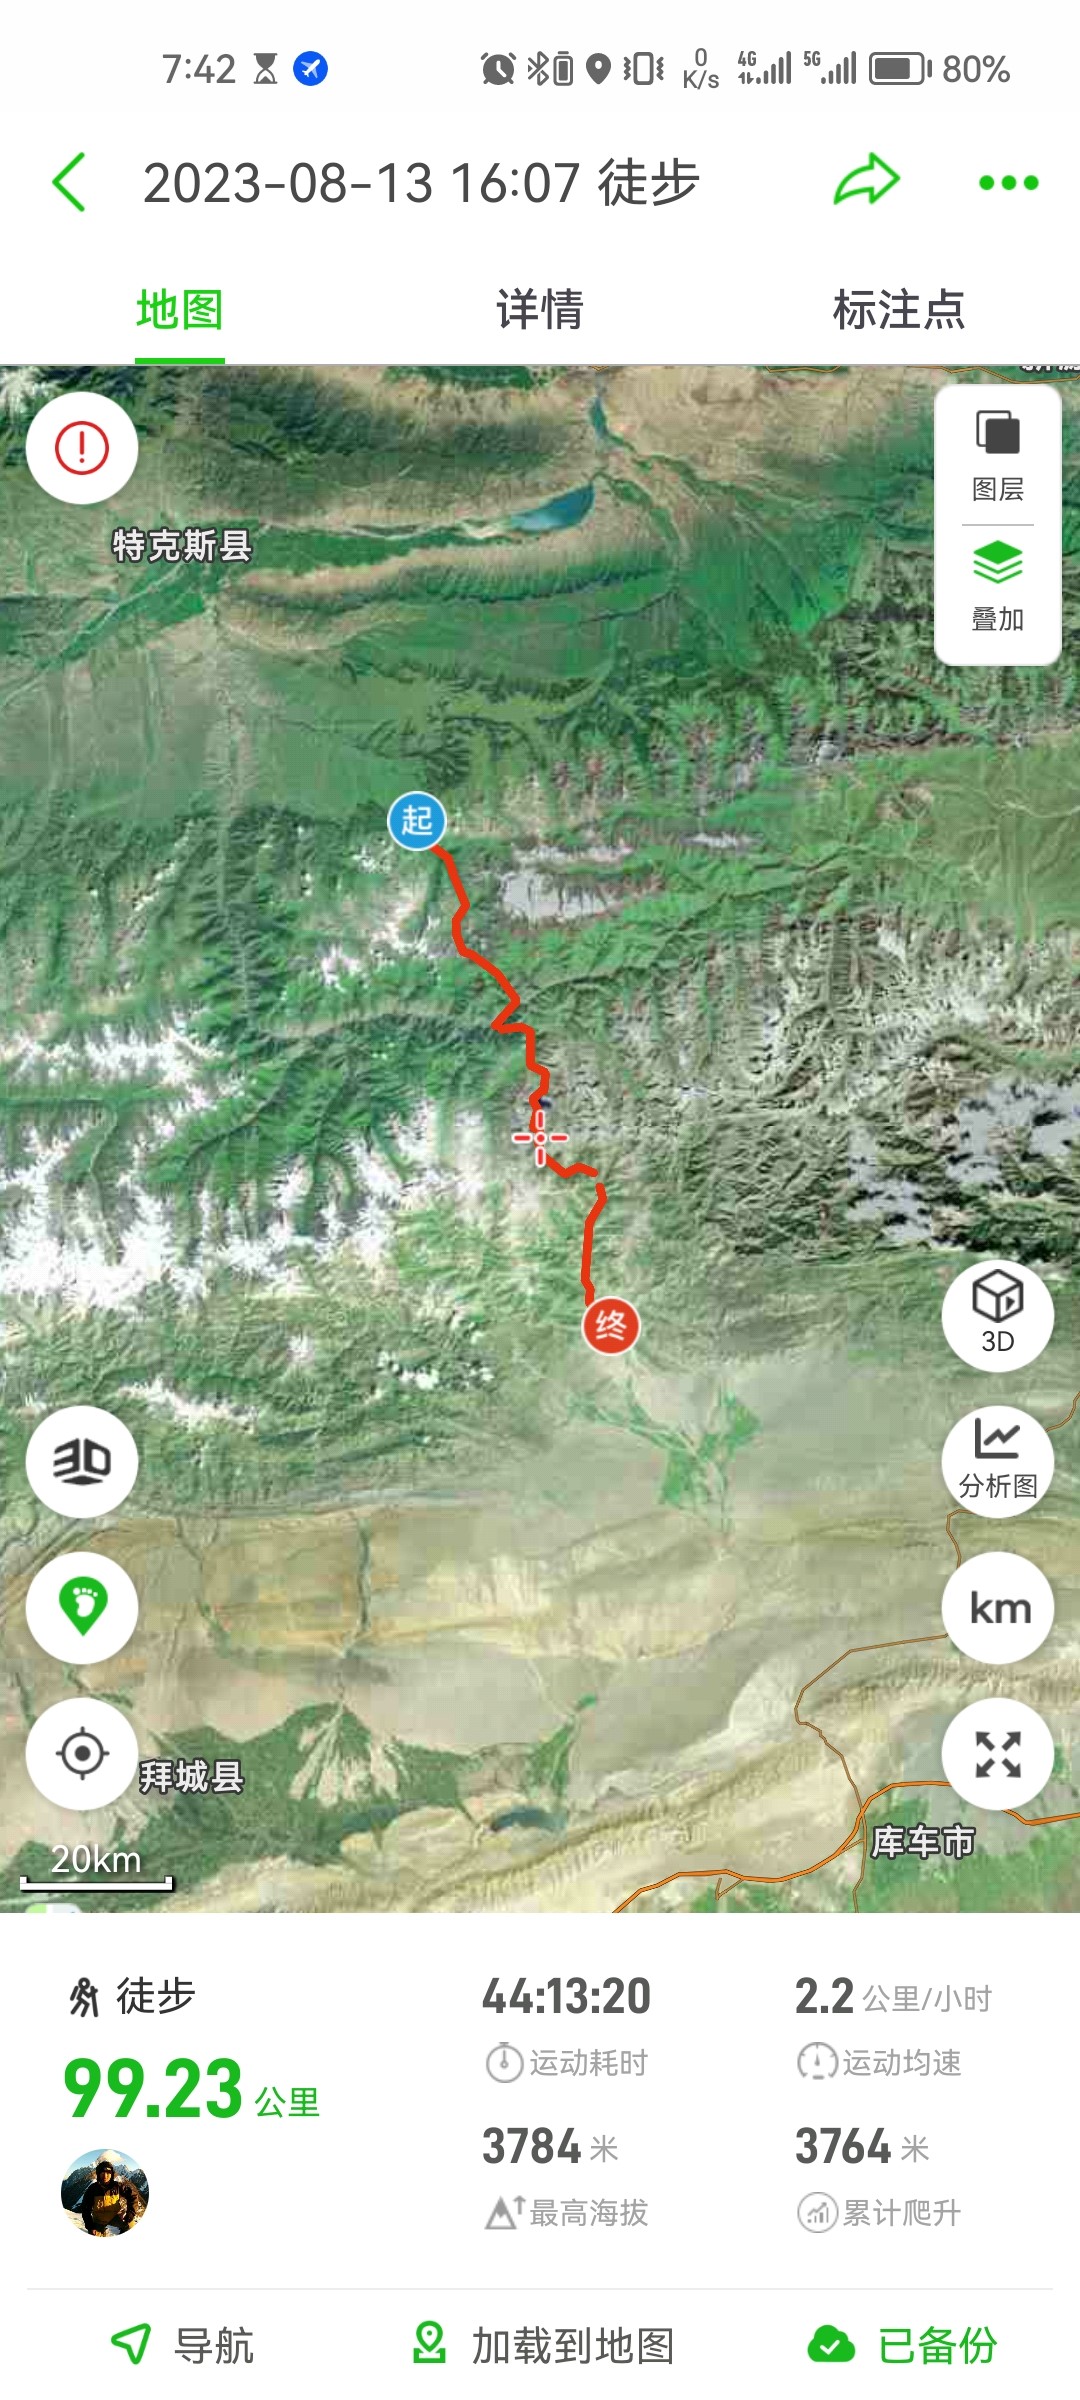 7:42
0 K/s 4G 5G 80%
2023-08-13 16:07 徒步
地图 详情 标注点
图层
特克斯县
叠加
起
终
3D
3D
分析图
km
拜城县
库车市
20km
徒步
44:13:20
2.2 公里/小时
运动耗时
运动均速
99.23 公里
3784 米
3764 米
最高海拔
累计爬升
导航 加载到地图 已备份